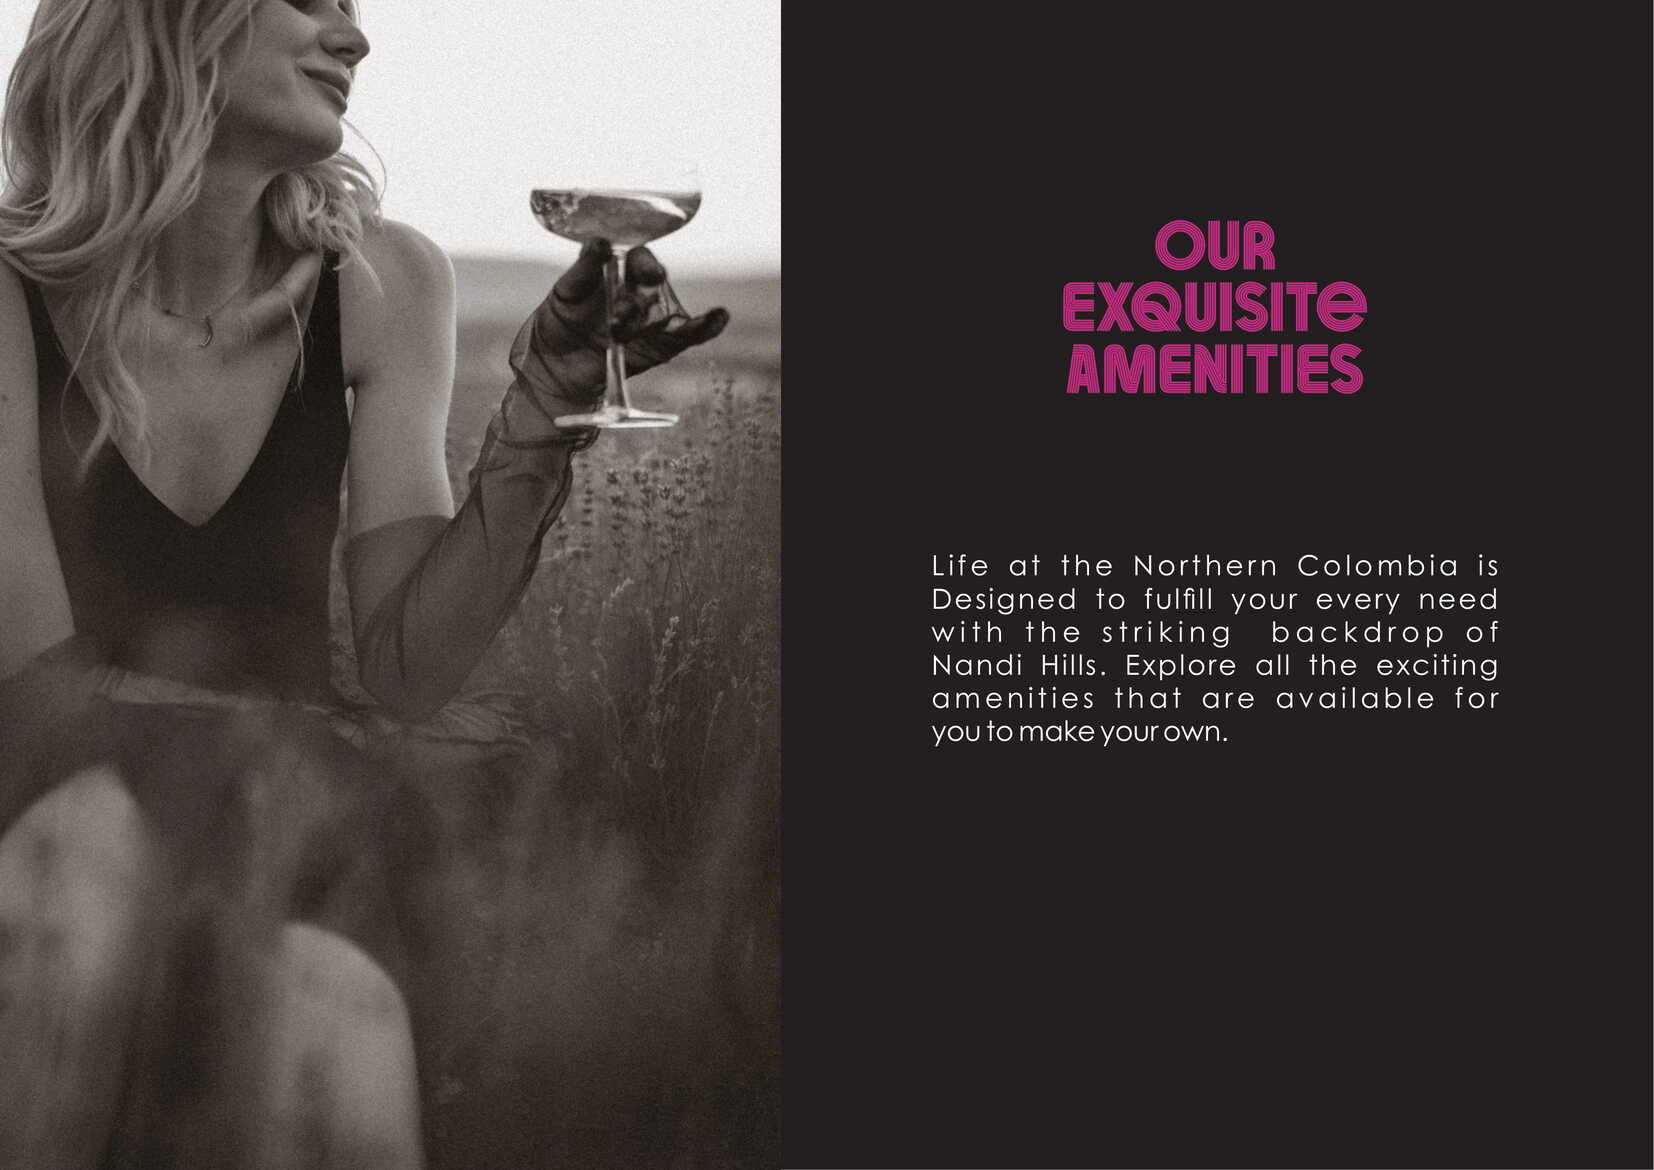 OUR
EXQUISITe
AMENITIES
Life at the Northern Colombia is
Designed to fulfill your every need
with the striking backdrop of
Nandi Hills. Explore all the exciting
amenities that are available for
you to make your own.